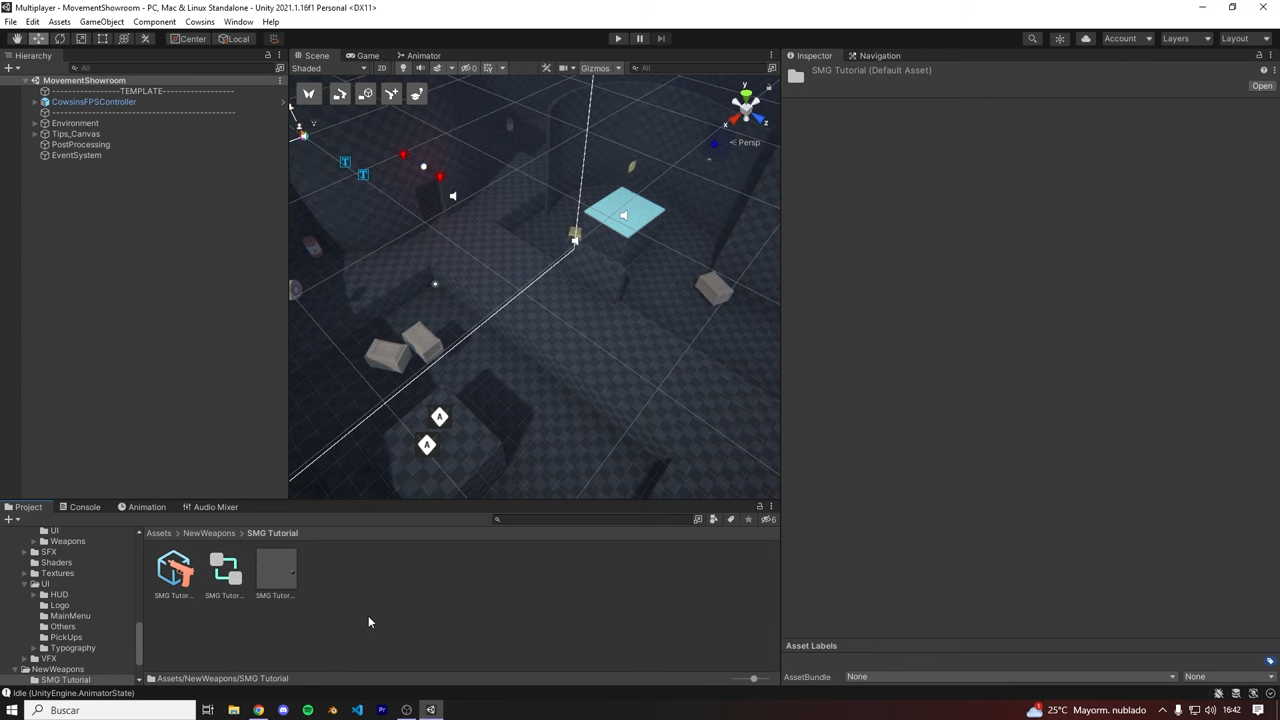 Multiplayer - MovementShowroom - PC, Mac & Linux Standalone - Unity 2021.1.16f1 Personal <DX11>
File Edit Assets GameObject Component Cowsins Window Help
Center Local Account Layers Layout
Hierarchy Scene Game Animator Inspector Navigation
All Shaded 2D 0 Gizmos All SMG Tutorial (Default Asset)
MovementShowroom
Open
------------------TEMPLATE------------------
CowsinsFPSController
Environment
Tips_Canvas
PostProcessing
EventSystem
y
x
z
Persp
T
T
A
A
Project Console Animation Audio Mixer
6
UI
Weapons
SFX
Shaders
Textures
UI
HUD
Logo
MainMenu
Others
PickUps
Typography
VFX
NewWeapons
SMG Tutorial
Assets > NewWeapons > SMG Tutorial
SMG Tutor... SMG Tutor... SMG Tutor...
Assets/NewWeapons/SMG Tutorial
Asset Labels
AssetBundle None None
Idle (UnityEngine.AnimatorState)
Buscar 25°C Mayorm. nublado 16:42